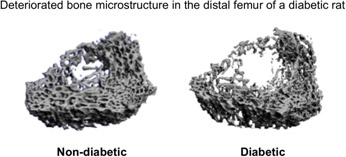 Deteriorated bone microstructure in the distal femur of a diabetic rat
Non-diabetic
Diabetic